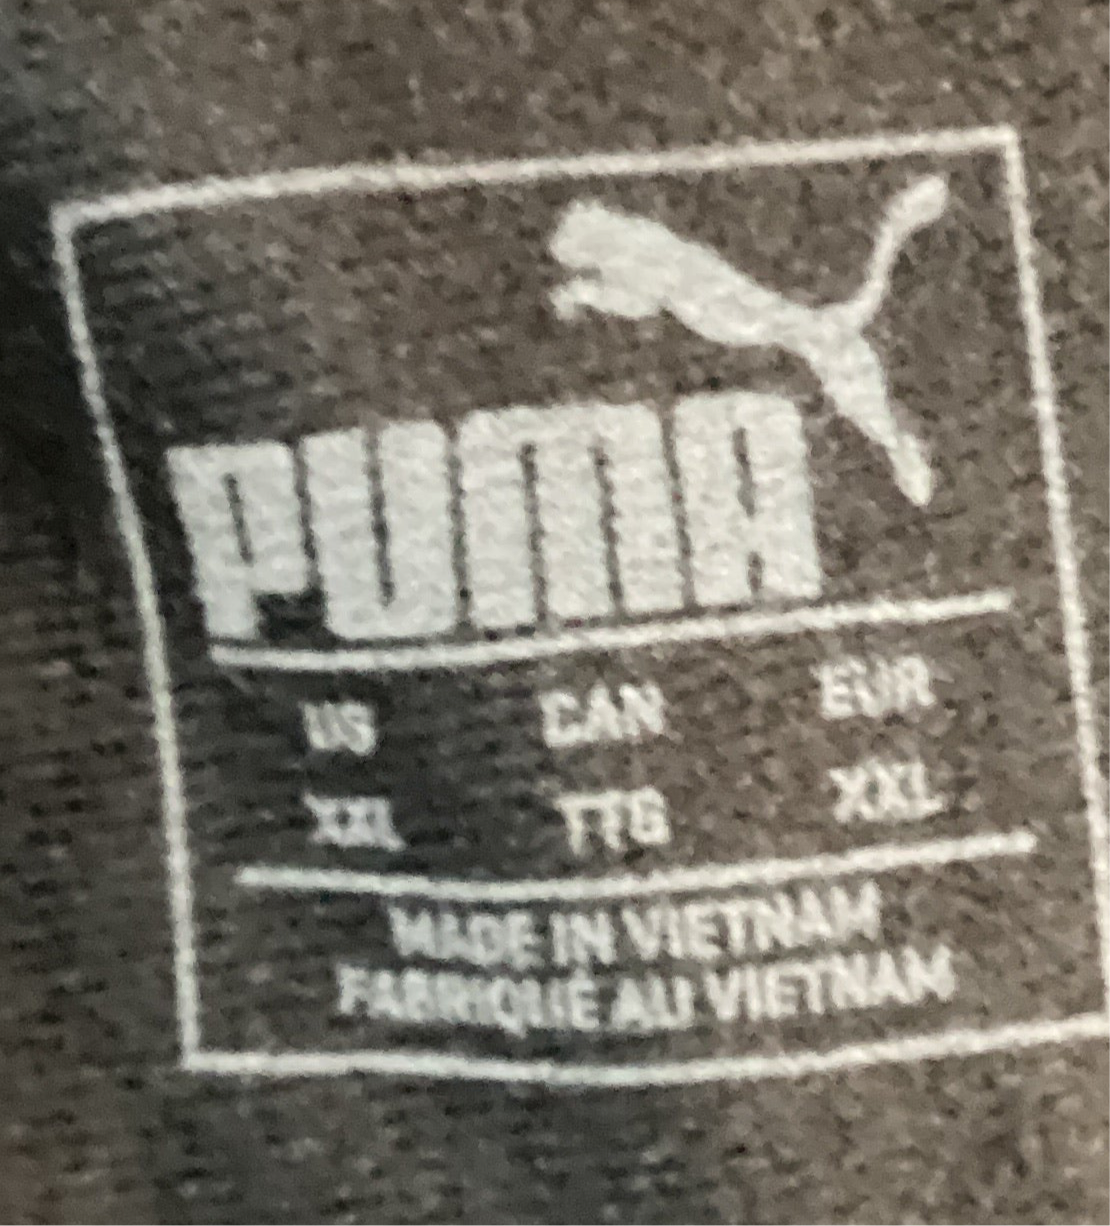 PUMA
US CAN EUR
XXL TTG XXL
MADE IN VIETNAM
FABRIQUÉ AU VIETNAM